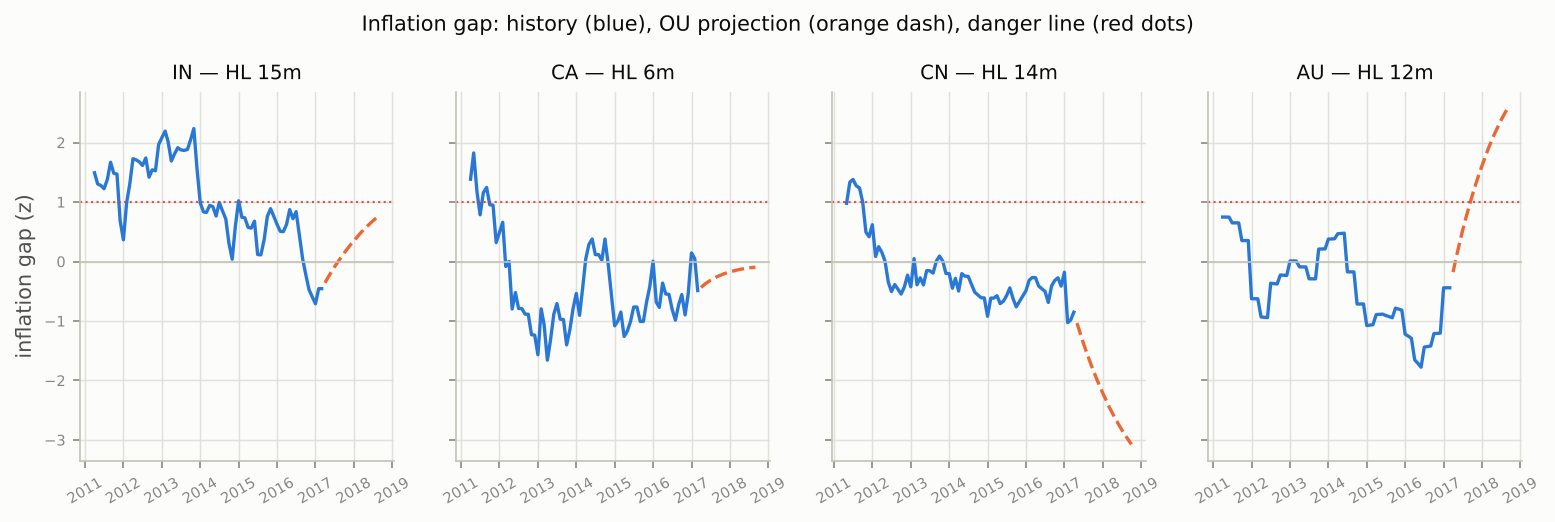 Inflation gap: history (blue), OU projection (orange dash), danger line (red dots)
IN — HL 15m
CA — HL 6m
CN — HL 14m
AU — HL 12m
inflation gap (z)
2
1
0
−1
−2
−3
2011 2012 2013 2014 2015 2016 2017 2018 2019
2011 2012 2013 2014 2015 2016 2017 2018 2019
2011 2012 2013 2014 2015 2016 2017 2018 2019
2011 2012 2013 2014 2015 2016 2017 2018 2019